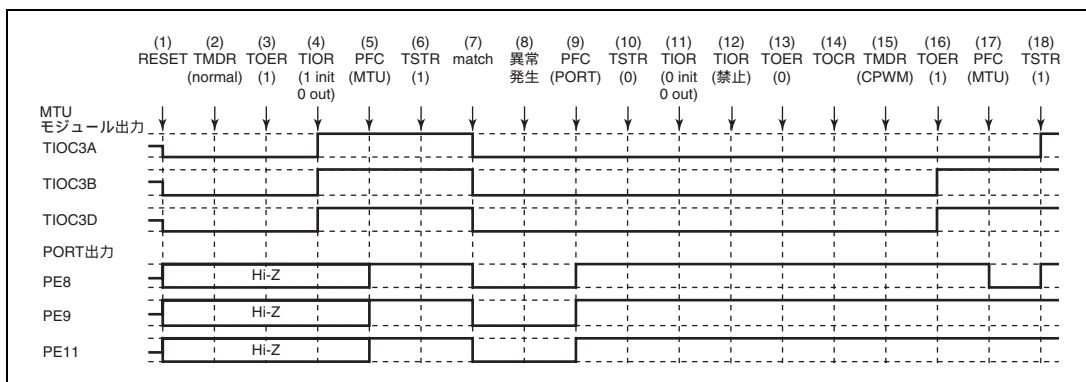 (1) (2) (3) (4) (5) (6) (7) (8) (9) (10) (11) (12) (13) (14) (15) (16) (17) (18)
RESET TMDR TOER TIOR PFC TSTR match 異常 PFC TSTR TIOR TIOR TOER TOCR TMDR TOER PFC TSTR
(normal) (1) (1 init (MTU) (1) 発生 (PORT) (0) (0 init (禁止) (0) (CPWM) (1) (MTU) (1)
0 out) 0 out)
MTU
モジュール出力
TIOC3A
TIOC3B
TIOC3D
PORT出力
PE8 Hi-Z
PE9 Hi-Z
PE11 Hi-Z